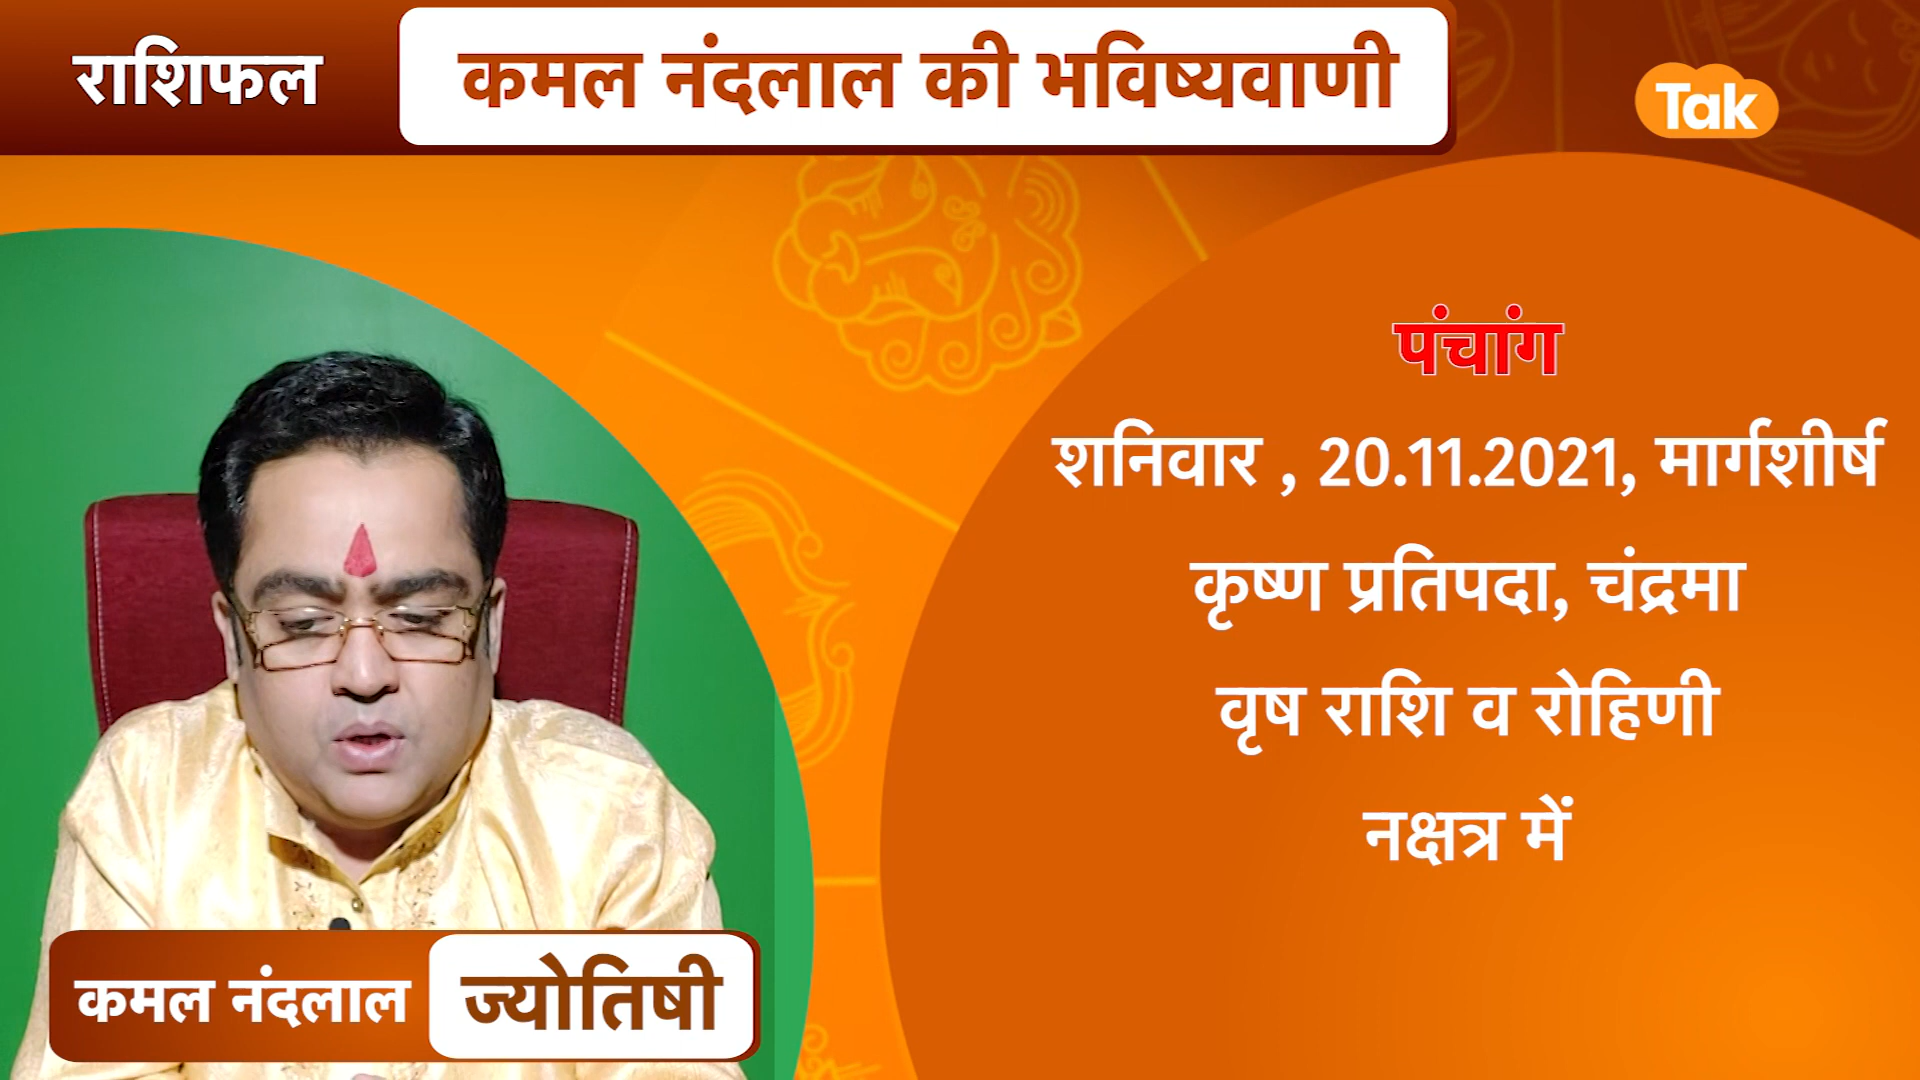 राशिफल
कमल नंदलाल की भविष्यवाणी
Tak
पंचांग
शनिवार , 20.11.2021, मार्गशीर्ष
कृष्ण प्रतिपदा, चंद्रमा
वृष राशि व रोहिणी
नक्षत्र में
कमल नंदलाल
ज्योतिषी